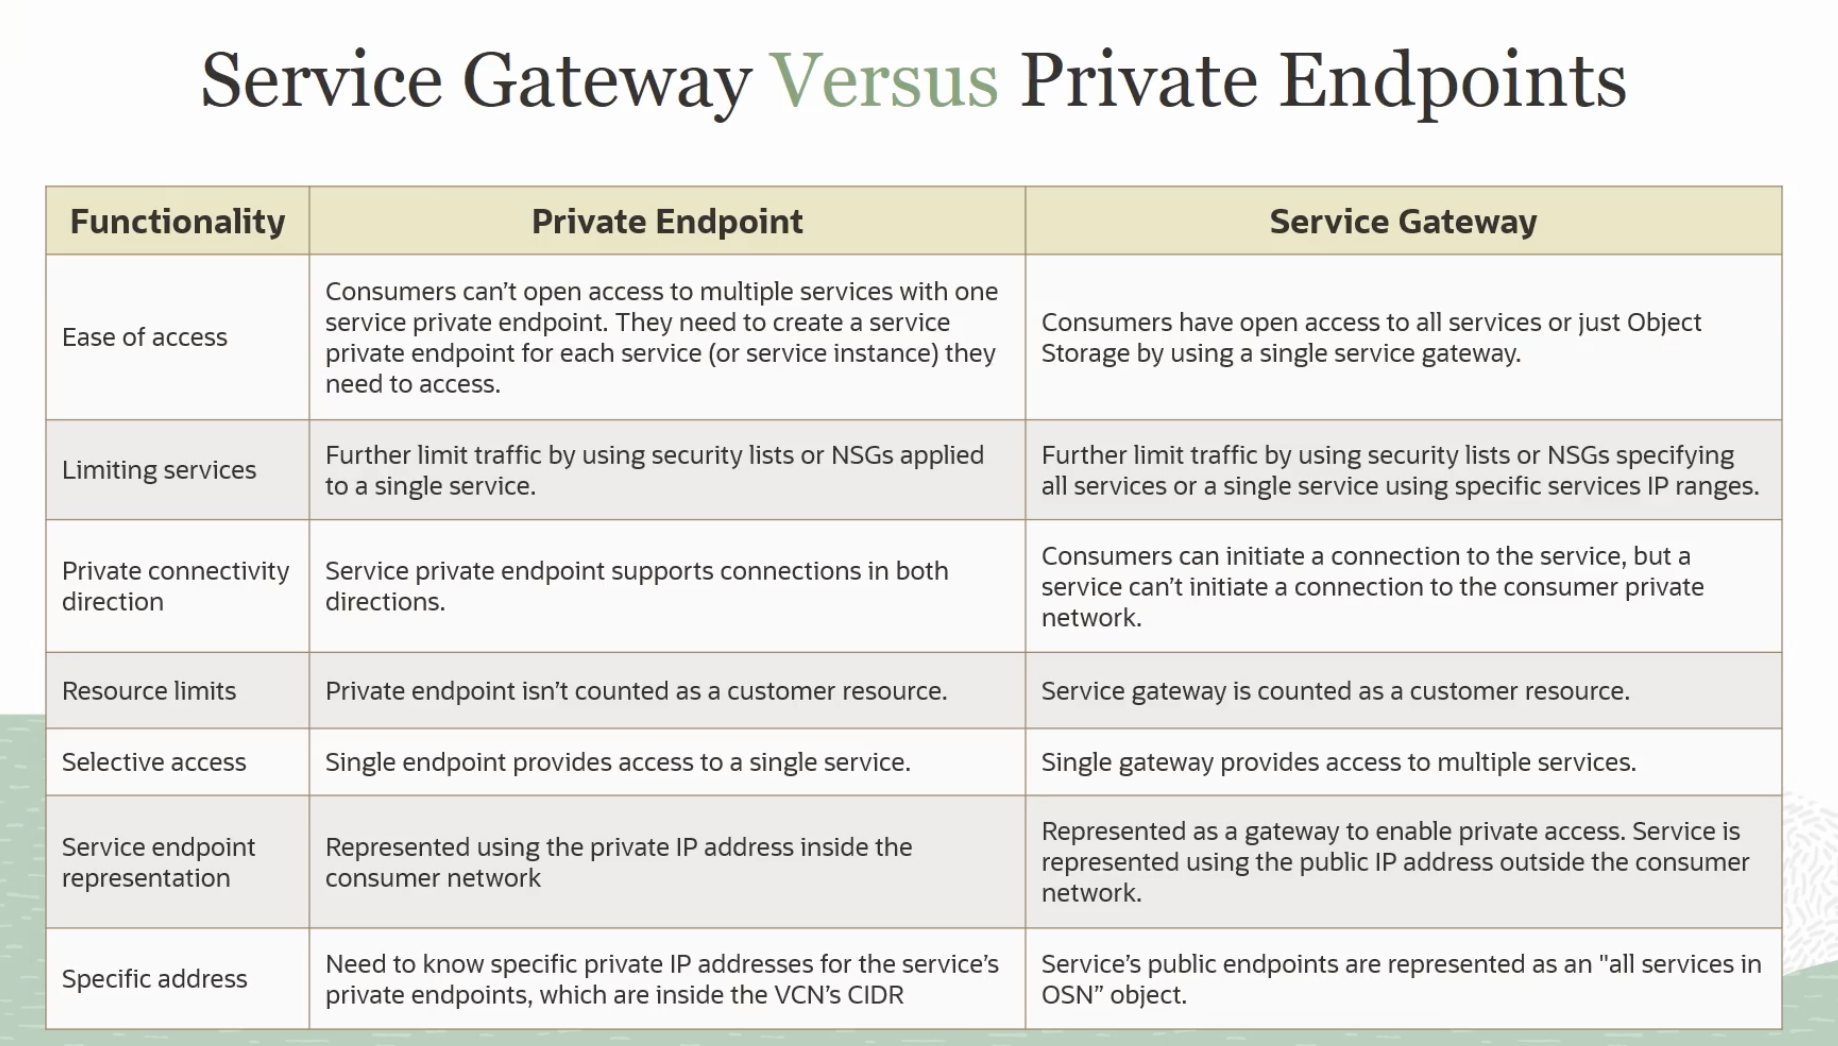 Service Gateway Versus Private Endpoints
Functionality
Private Endpoint
Service Gateway
Ease of access
Consumers can’t open access to multiple services with one
service private endpoint. They need to create a service
private endpoint for each service (or service instance) they
need to access.
Consumers have open access to all services or just Object
Storage by using a single service gateway.
Limiting services
Further limit traffic by using security lists or NSGs applied
to a single service.
Further limit traffic by using security lists or NSGs specifying
all services or a single service using specific services IP ranges.
Private connectivity
direction
Service private endpoint supports connections in both
directions.
Consumers can initiate a connection to the service, but a
service can’t initiate a connection to the consumer private
network.
Resource limits
Private endpoint isn’t counted as a customer resource.
Service gateway is counted as a customer resource.
Selective access
Single endpoint provides access to a single service.
Single gateway provides access to multiple services.
Service endpoint
representation
Represented using the private IP address inside the
consumer network
Represented as a gateway to enable private access. Service is
represented using the public IP address outside the consumer
network.
Specific address
Need to know specific private IP addresses for the service’s
private endpoints, which are inside the VCN’s CIDR
Service’s public endpoints are represented as an "all services in
OSN” object.